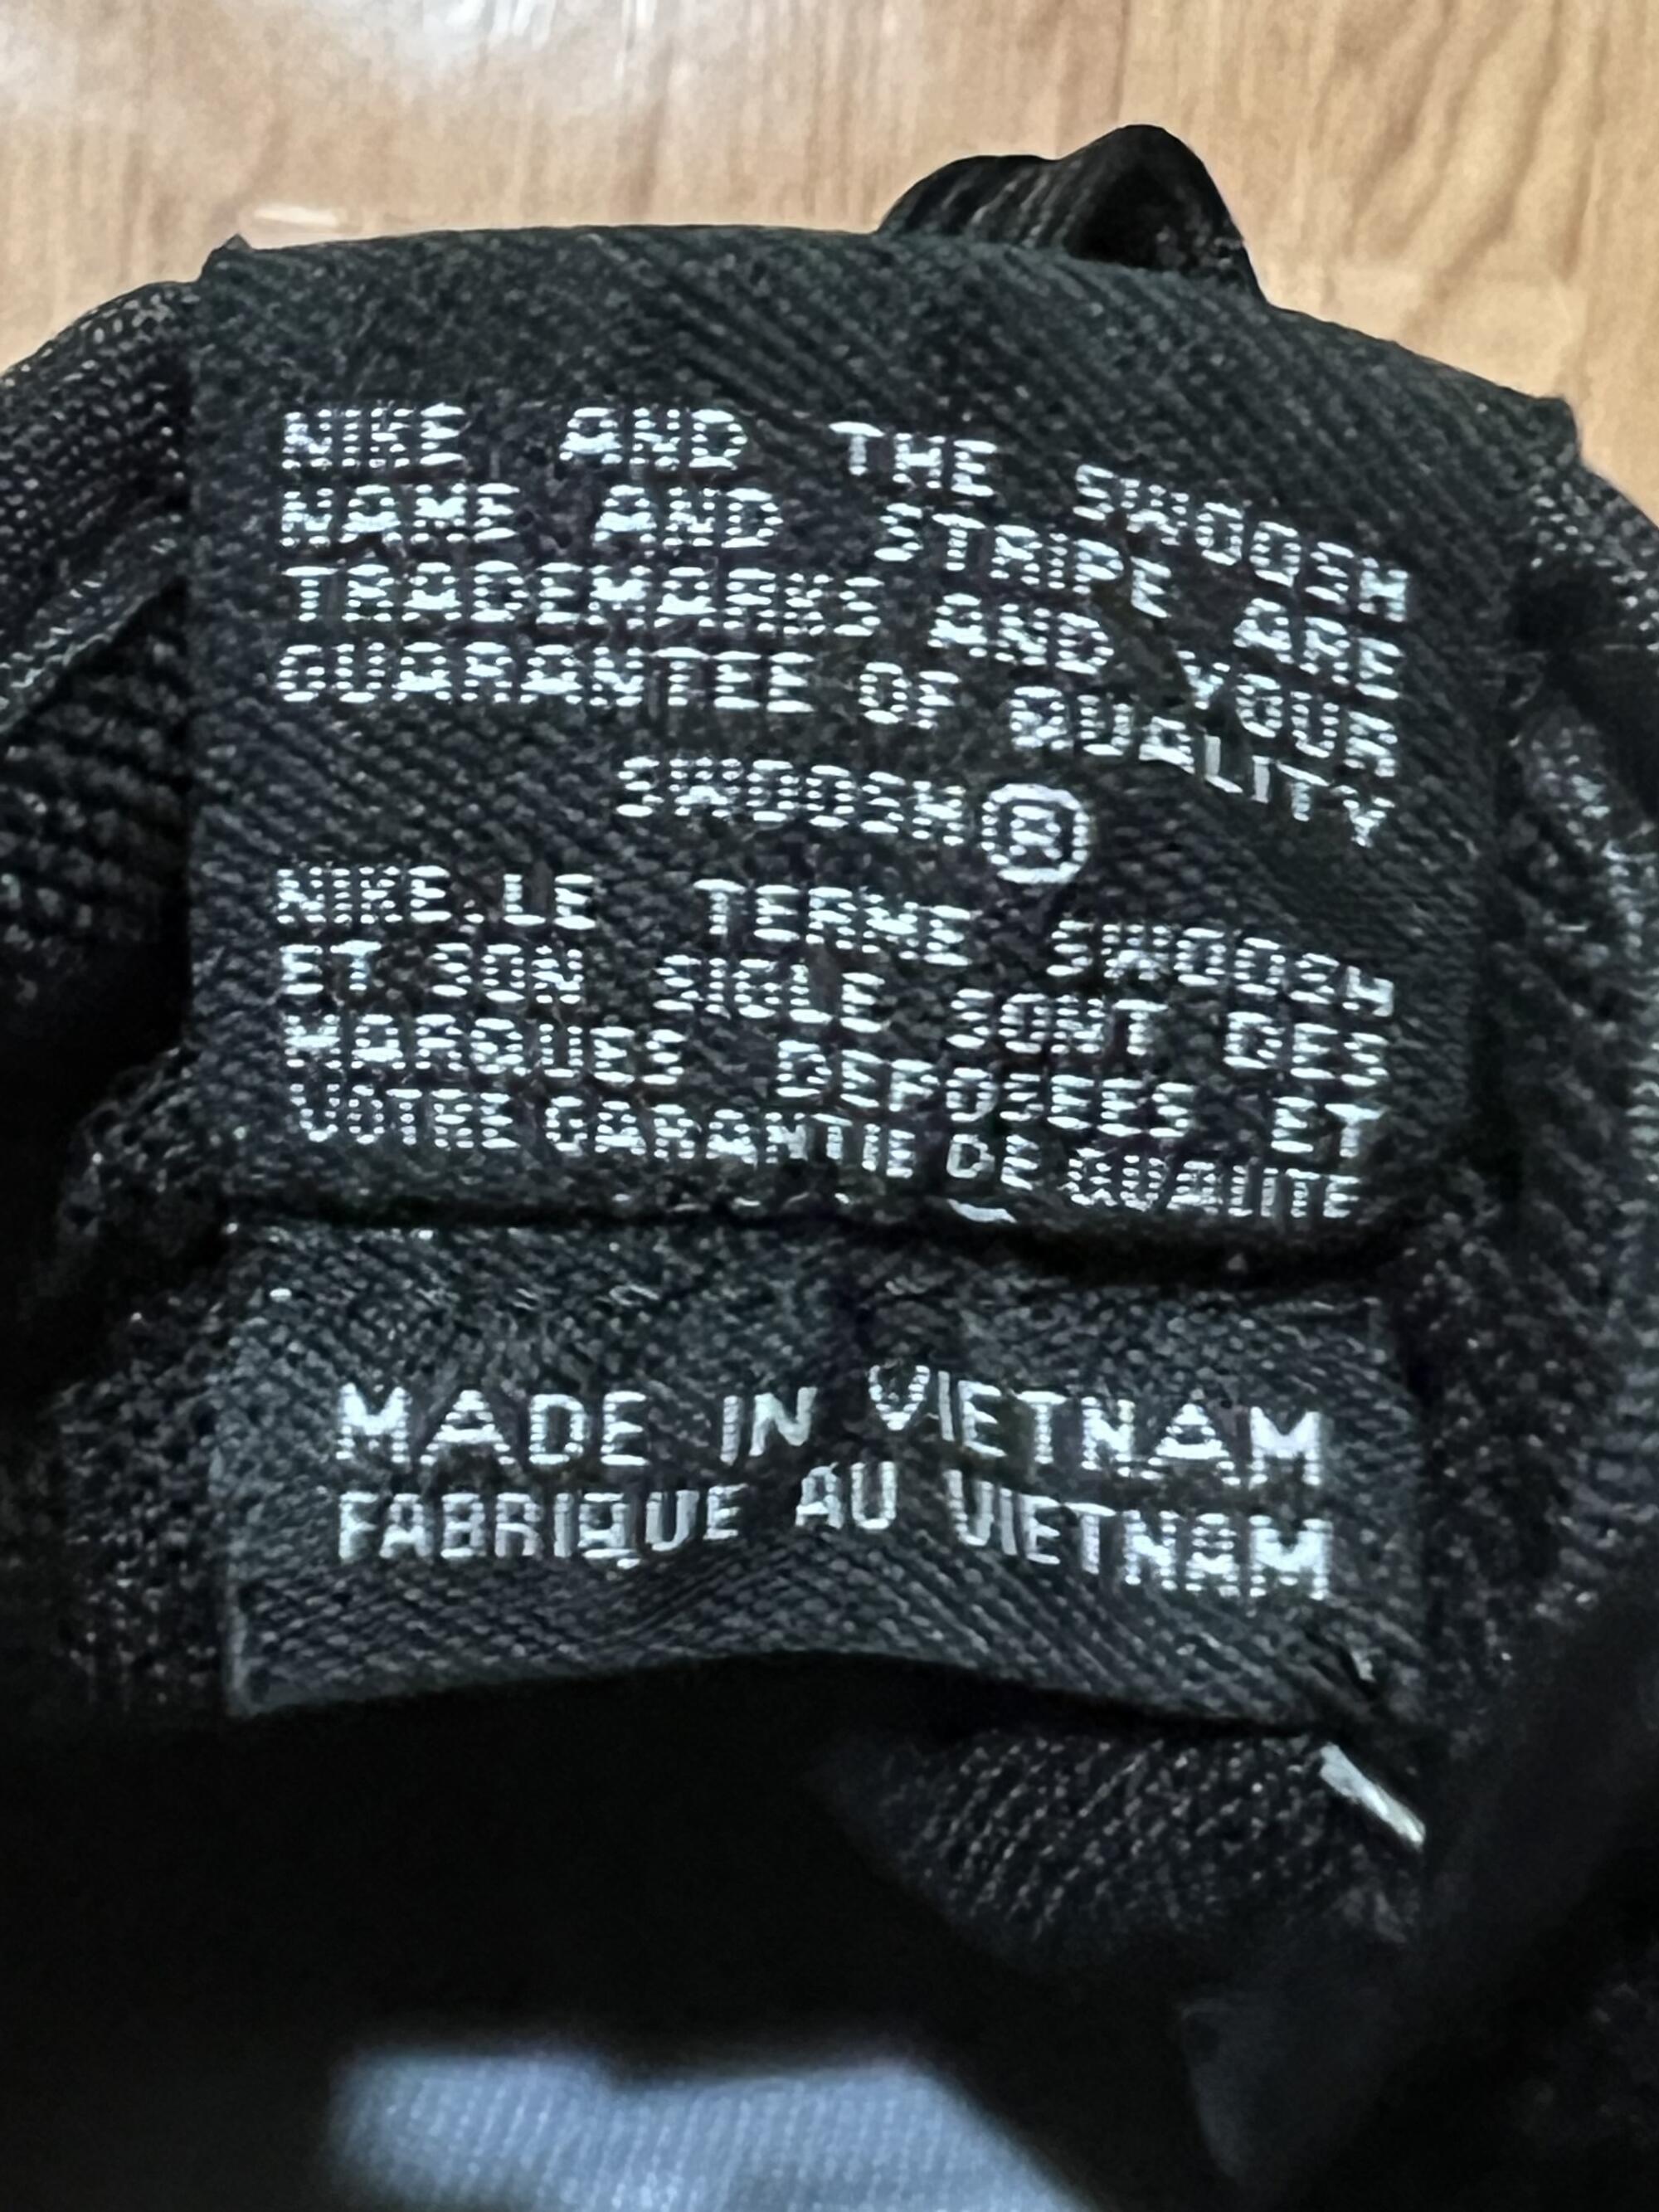 NIKE AND THE SWOOSH
NAME AND STRIPE ARE
TRADEMARKS AND YOUR
GUARANTEE OF QUALITY
SWOOSH®
NIKE, LE TERME SWOOSH
ET SON SIGLE SONT DES
MARQUES DEPOSEES ET
VOTRE GARANTIE DE QUALITE
MADE IN VIETNAM
FABRIQUE AU VIETNAM